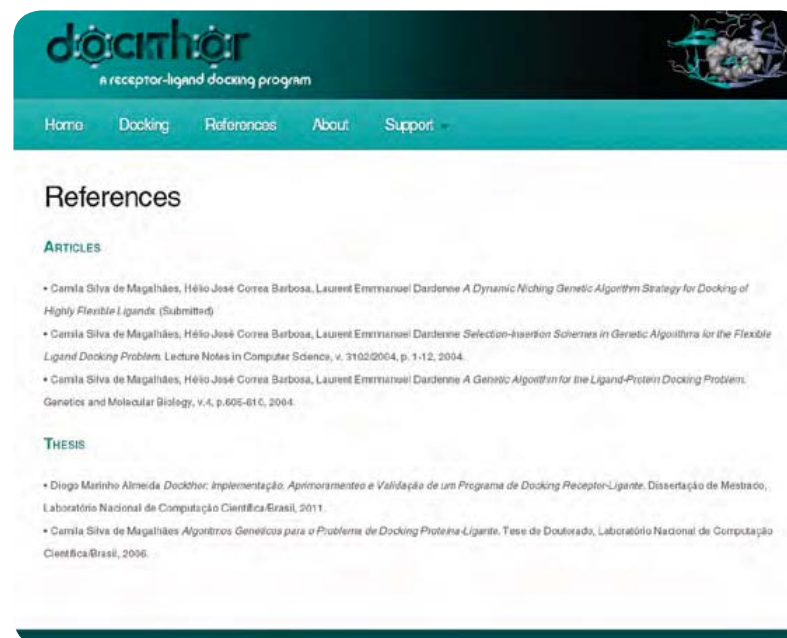 dockthor
A receptor-ligand docking program
Home Docking References About Support
References
ARTICLES
• Camila Silva de Magalhães, Hélio José Correa Barbosa, Laurent Emmanuel Dardenne A Dynamic Niching Genetic Algorithm Strategy for Docking of
Highly Flexible Ligands. (Submitted)
• Camila Silva de Magalhães, Hélio José Correa Barbosa, Laurent Emmanuel Dardenne Selection-Insertion Schemes in Genetic Algorithms for the Flexible
Ligand Docking Problem. Lecture Notes in Computer Science, v. 3102/2004, p. 1-12, 2004.
• Camila Silva de Magalhães, Hélio José Correa Barbosa, Laurent Emmanuel Dardenne A Genetic Algorithm for the Ligand-Protein Docking Problem.
Genetics and Molecular Biology, v.4, p.605-610, 2004.
THESIS
• Diogo Marinho Almeida Dockthor: Implementação, Aprimoramenteo e Validação de um Programa de Docking Receptor-Ligante. Dissertação de Mestrado,
Laboratório Nacional de Computação Científica/Brasil, 2011.
• Camila Silva de Magalhães Algoritmos Genéticos para o Problema de Docking Proteína-Ligante. Tese de Doutorado, Laboratório Nacional de Computação
Científica/Brasil, 2006.